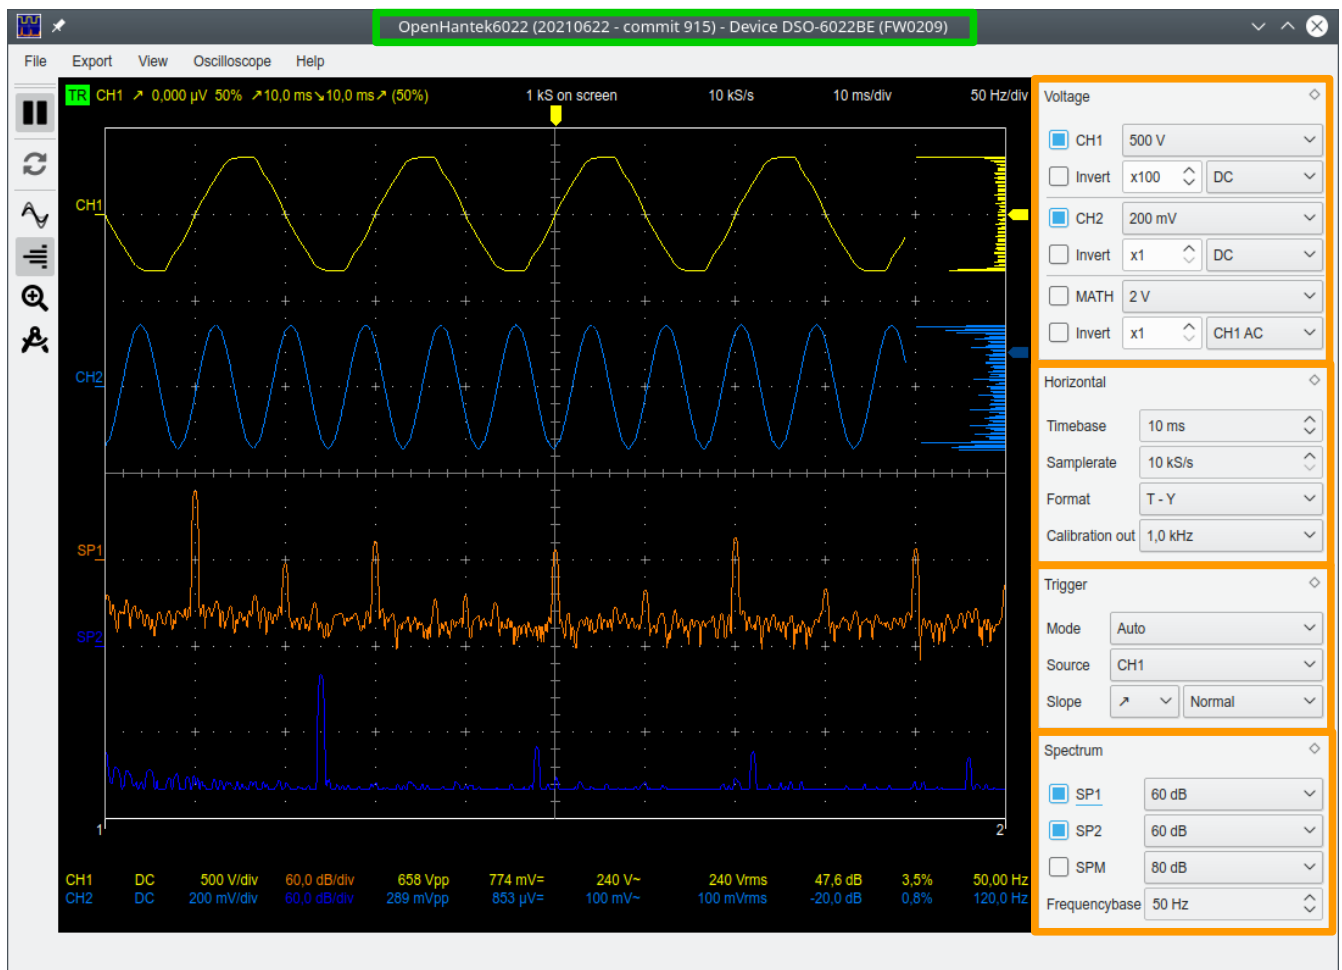 OpenHantek6022 (20210622 - commit 915) - Device DSO-6022BE (FW0209)
File Export View Oscilloscope Help
TR CH1 ↗ 0,000 µV 50% ↗10,0 ms↘10,0 ms↗ (50%) 1 kS on screen 10 kS/s 10 ms/div 50 Hz/div
CH1
CH2
SP1
SP2
1 2
CH1 DC 500 V/div 60,0 dB/div 658 Vpp 774 mV= 240 V~ 240 Vrms 47,6 dB 3,5% 50,00 Hz
CH2 DC 200 mV/div 60,0 dB/div 289 mVpp 853 µV= 100 mV~ 100 mVrms -20,0 dB 0,8% 120,0 Hz
Voltage
CH1 500 V
Invert x100 DC
CH2 200 mV
Invert x1 DC
MATH 2 V
Invert x1 CH1 AC
Horizontal
Timebase 10 ms
Samplerate 10 kS/s
Format T - Y
Calibration out 1,0 kHz
Trigger
Mode Auto
Source CH1
Slope ↗ Normal
Spectrum
SP1 60 dB
SP2 60 dB
SPM 80 dB
Frequencybase 50 Hz